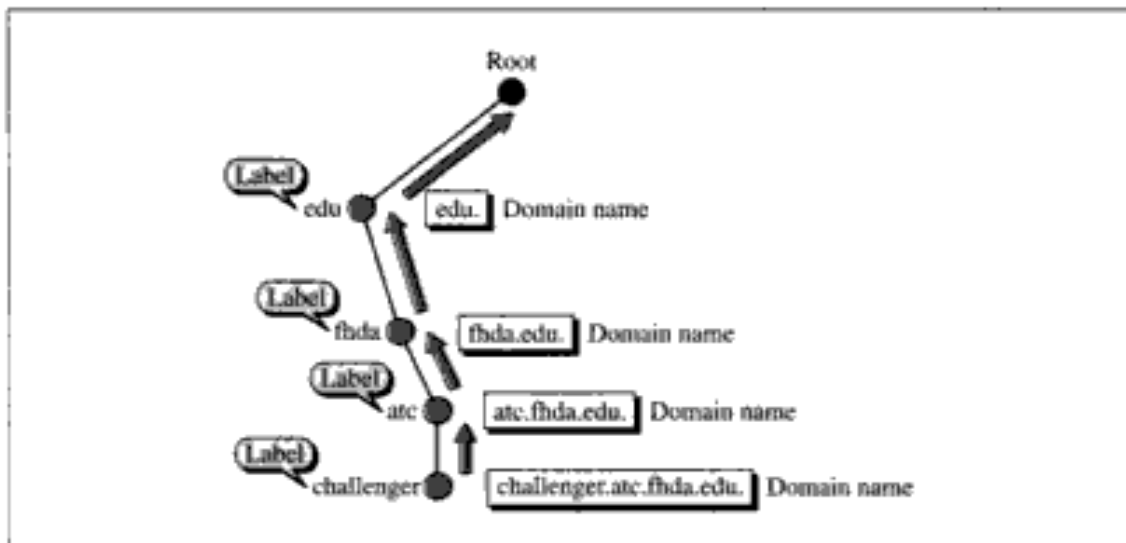 Root
Label
edu
edu.
Domain name
Label
fhda
fhda.edu.
Domain name
Label
atc
atc.fhda.edu.
Domain name
Label
challenger
challenger.atc.fhda.edu.
Domain name